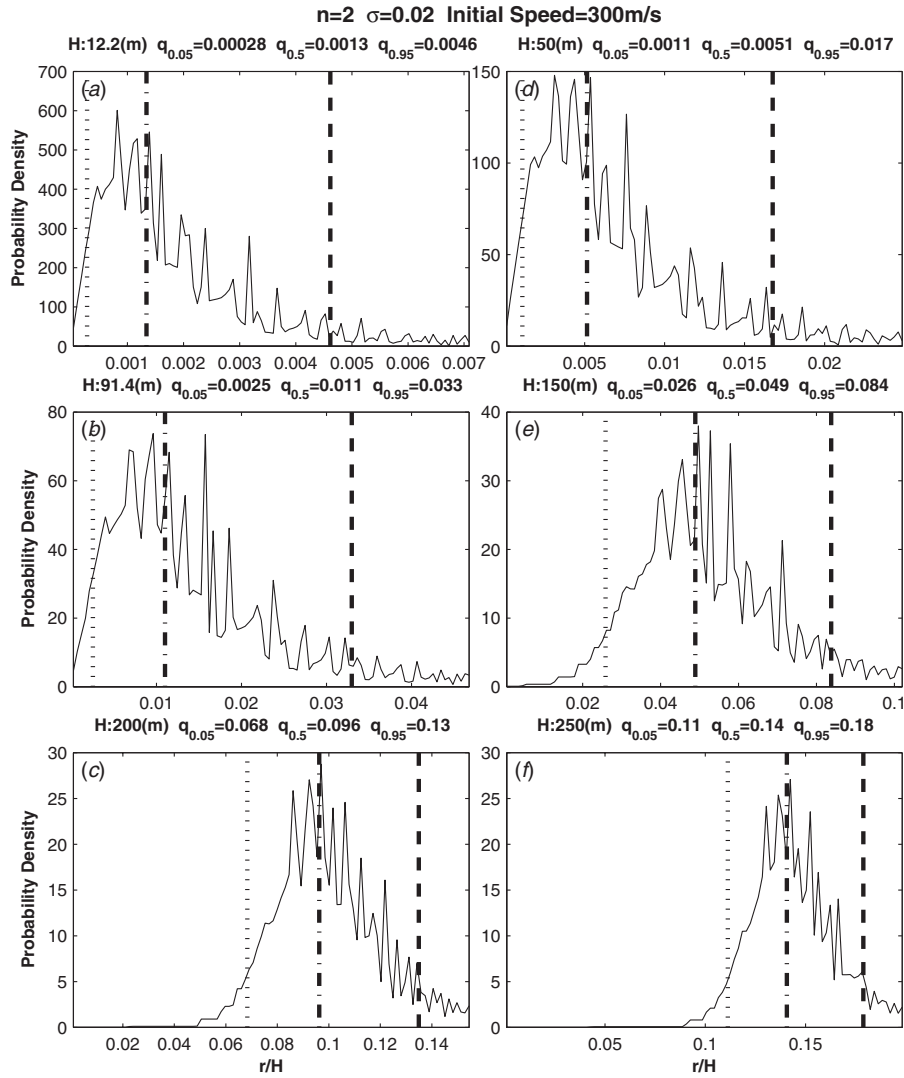 n=2 σ=0.02 Initial Speed=300m/s
H:12.2(m) q0.05=0.00028 q0.5=0.0013 q0.95=0.0046
H:50(m) q0.05=0.0011 q0.5=0.0051 q0.95=0.017
(a)
700
600
500
400
300
200
100
0
Probability Density
0.001 0.002 0.003 0.004 0.005 0.006 0.007
(d)
150
100
50
0
0.005 0.01 0.015 0.02
H:91.4(m) q0.05=0.0025 q0.5=0.011 q0.95=0.033
H:150(m) q0.05=0.026 q0.5=0.049 q0.95=0.084
(b)
80
60
40
20
0
Probability Density
0.01 0.02 0.03 0.04
(e)
40
30
20
10
0
0.02 0.04 0.06 0.08 0.1
H:200(m) q0.05=0.068 q0.5=0.096 q0.95=0.13
H:250(m) q0.05=0.11 q0.5=0.14 q0.95=0.18
(c)
30
25
20
15
10
5
0
Probability Density
0.02 0.04 0.06 0.08 0.1 0.12 0.14
r/H
(f)
30
25
20
15
10
5
0
0.05 0.1 0.15
r/H